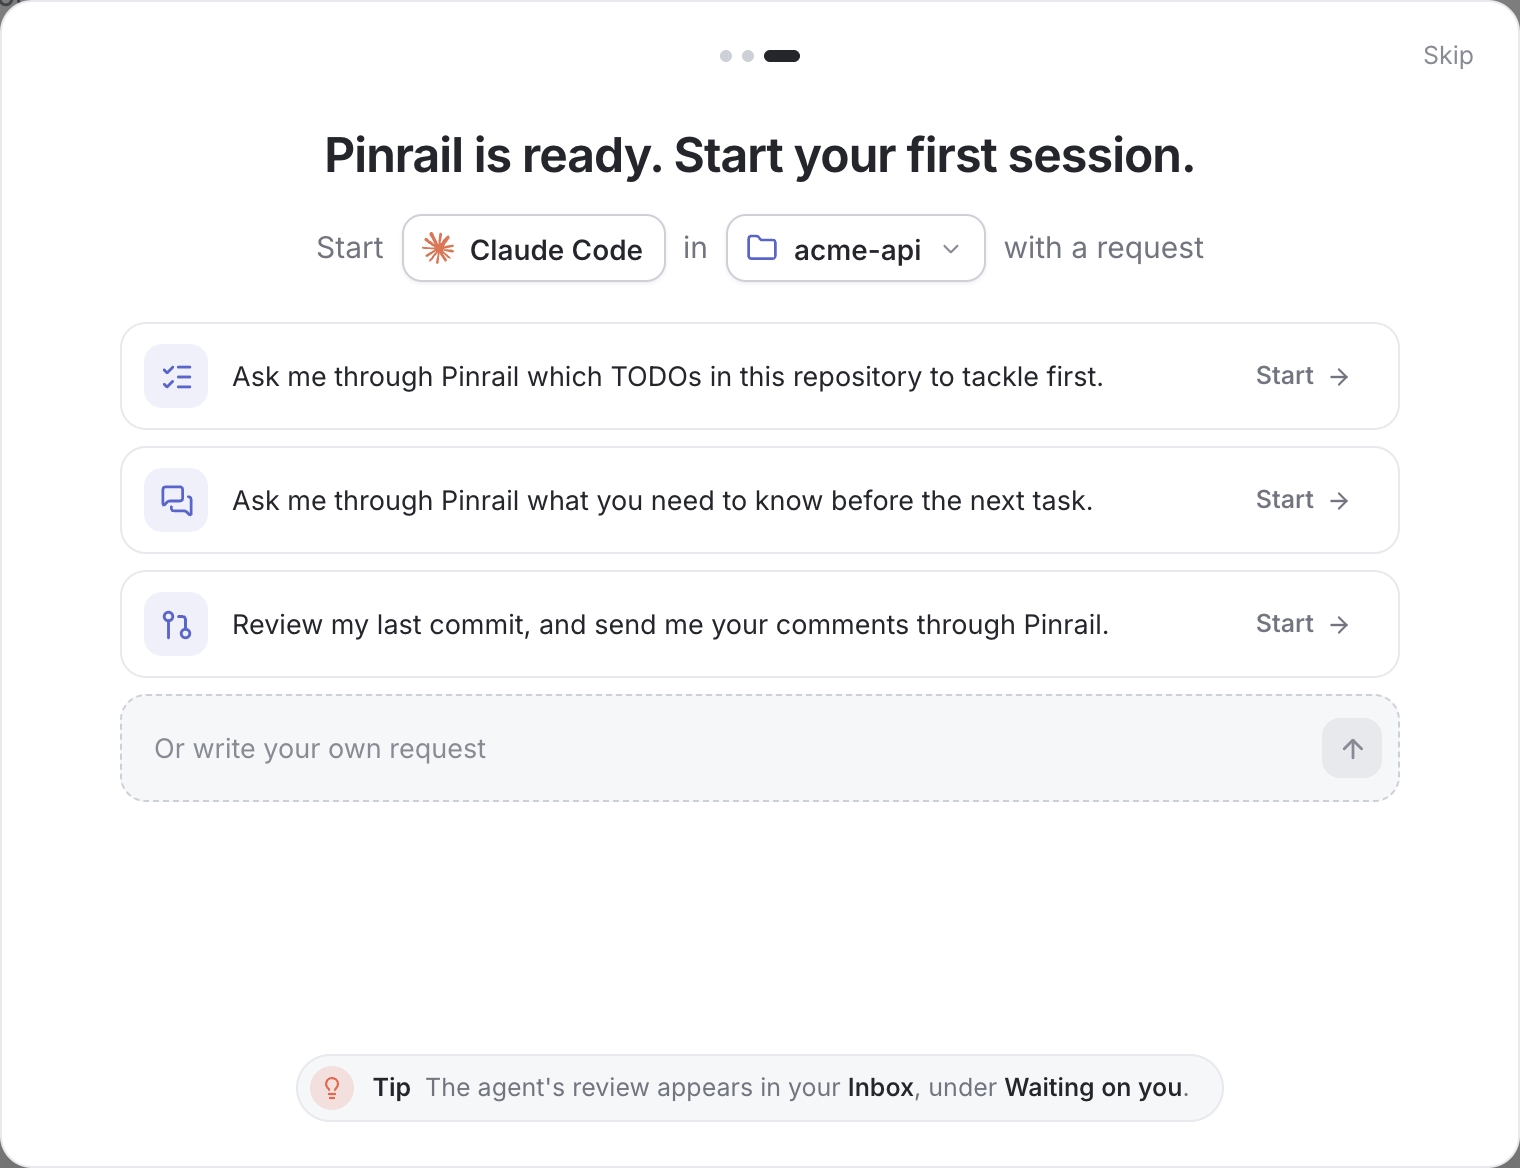 Skip
Pinrail is ready. Start your first session.
Start Claude Code in acme-api with a request
Ask me through Pinrail which TODOs in this repository to tackle first. Start
Ask me through Pinrail what you need to know before the next task. Start
Review my last commit, and send me your comments through Pinrail. Start
Or write your own request
Tip The agent's review appears in your Inbox, under Waiting on you.